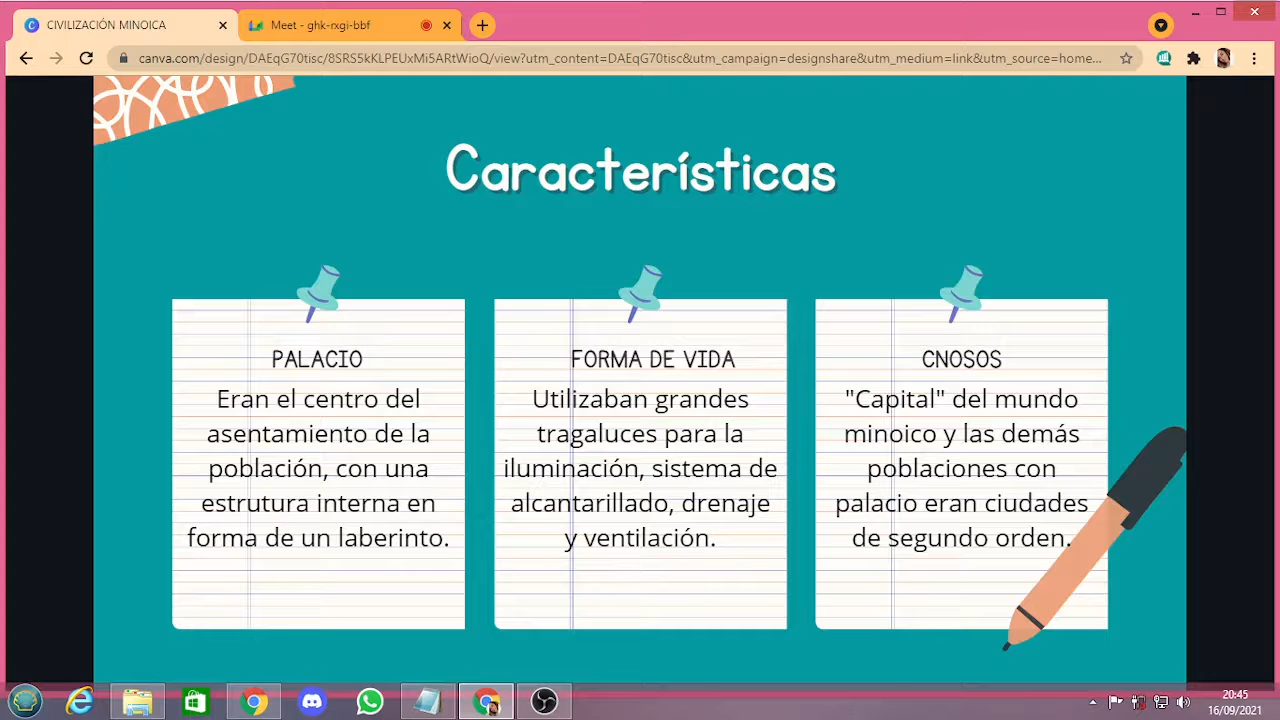 CIVILIZACIÓN MINOICA
Meet - ghk-rxgi-bbf
canva.com/design/DAEqG70tisc/8SRS5kKLPEUxMi5ARtWioQ/view?utm_content=DAEqG70tisc&utm_campaign=designshare&utm_medium=link&utm_source=home...
Características
PALACIO
Eran el centro del
asentamiento de la
población, con una
estrutura interna en
forma de un laberinto.
FORMA DE VIDA
Utilizaban grandes
tragaluces para la
iluminación, sistema de
alcantarillado, drenaje
y ventilación.
CNOSOS
"Capital" del mundo
minoico y las demás
poblaciones con
palacio eran ciudades
de segundo orden.
20:45
16/09/2021